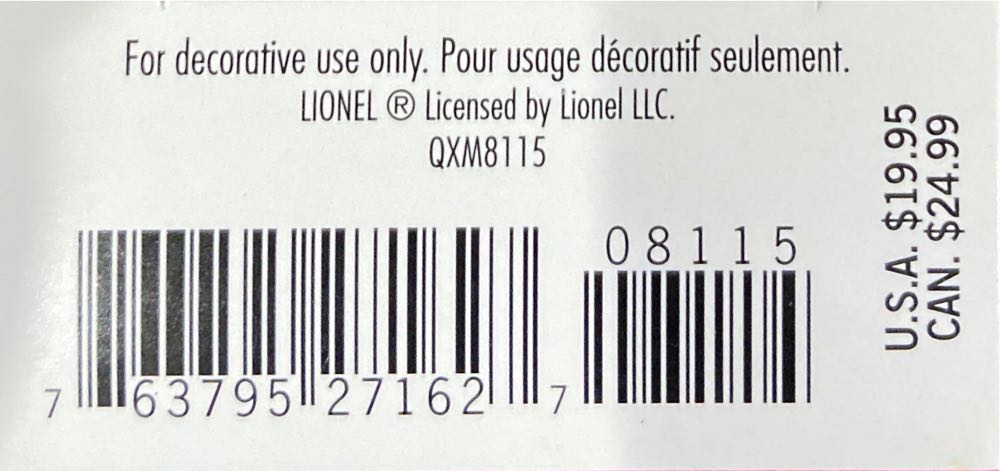 For decorative use only. Pour usage décoratif seulement.
LIONEL ® Licensed by Lionel LLC.
QXM8115
08115
7 63795 27162 7
U.S.A. $19.95
CAN. $24.99